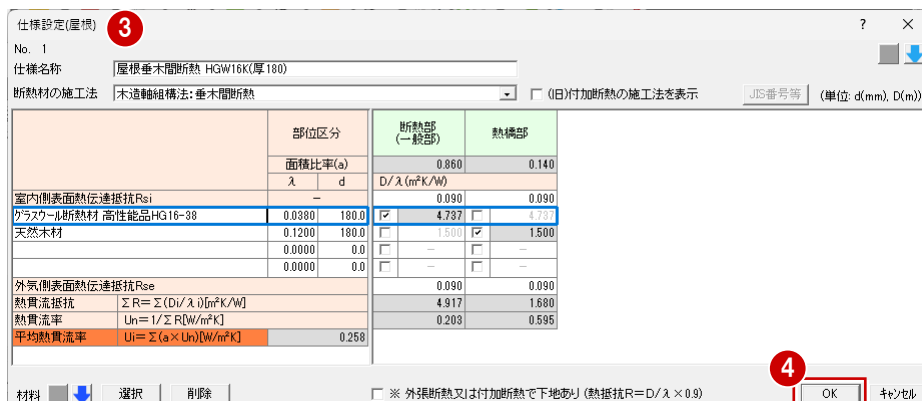 仕様設定(屋根) 3 ? ×
No. 1
仕様名称 屋根垂木間断熱 HGW16K(厚180)
断熱材の施工法 木造軸組構法:垂木間断熱 (旧)付加断熱の施工法を表示 JIS番号等 (単位: d(mm), D(m))
部位区分 断熱部(一般部) 熱橋部
面積比率(a) 0.860 0.140
λ d D/λ(m²K/W)
室内側表面熱伝達抵抗Rsi − 0.090 0.090
グラスウール断熱材 高性能品HG16-38 0.0380 180.0 4.737 4.737
天然木材 0.1200 180.0 1.500 1.500
0.0000 0.0 − −
0.0000 0.0 − −
外気側表面熱伝達抵抗Rse 0.090 0.090
熱貫流抵抗 ΣR=Σ(Di/λi)[m²K/W] 4.917 1.680
熱貫流率 Un=1/ΣR[W/m²K] 0.203 0.595
平均熱貫流率 Ui=Σ(a×Un)[W/m²K] 0.258
4
材料 選択 削除 ※ 外張断熱又は付加断熱で下地あり(熱抵抗R=D/λ×0.9) OK キャンセル